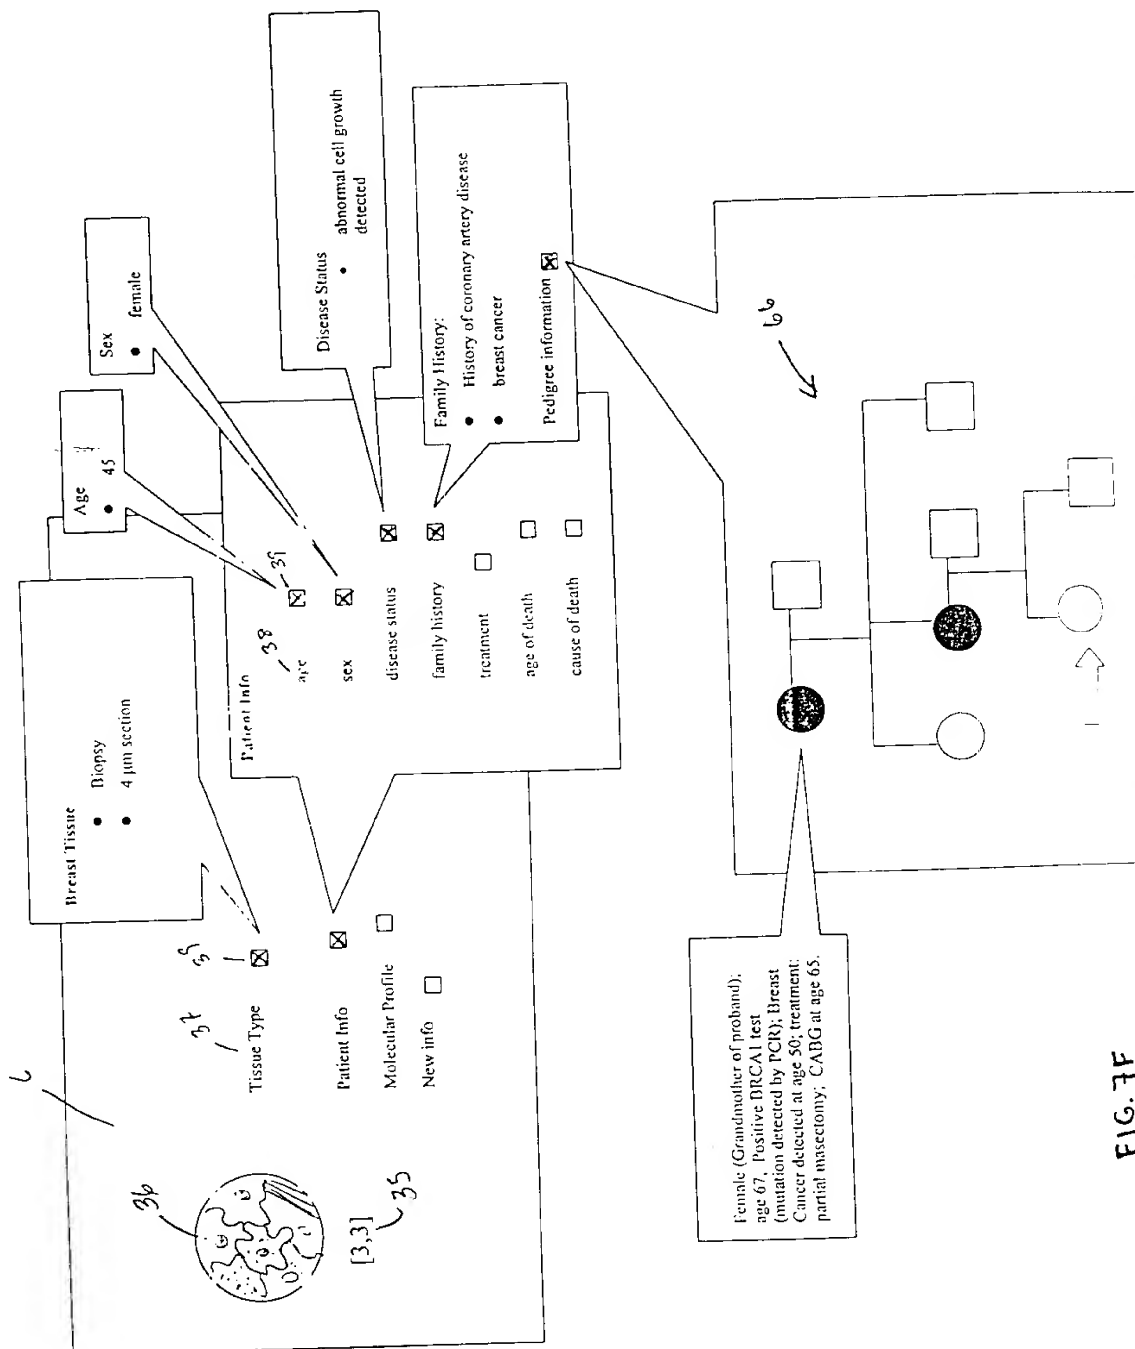 6
36
[3,3]
35
37
39
Tissue Type
Patient Info
Molecular Profile
New info
Breast Tissue
• Biopsy
• 4 µm section
Patient Info
38
39
age
sex
disease status
family history
treatment
age of death
cause of death
Age
• 45
Sex
• female
Disease Status
• abnormal cell growth
detected
Family History:
• History of coronary artery disease
• breast cancer
Pedigree information
66
Female (Grandmother of proband);
age 67, Positive BRCA1 test
(mutation detected by PCR); Breast
Cancer detected at age 50; treatment:
partial masectomy; CABG at age 65.
FIG. 7F